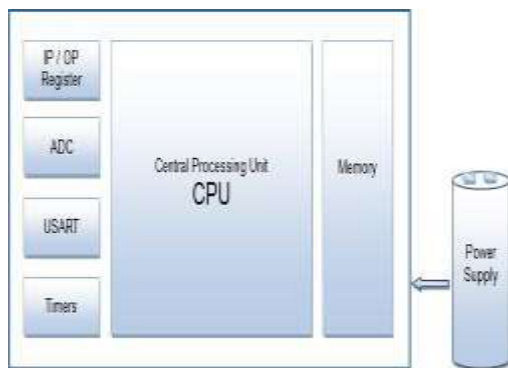 IP / OP
Register
ADC
USART
Timers
Central Processing Unit
CPU
Memory
Power
Supply